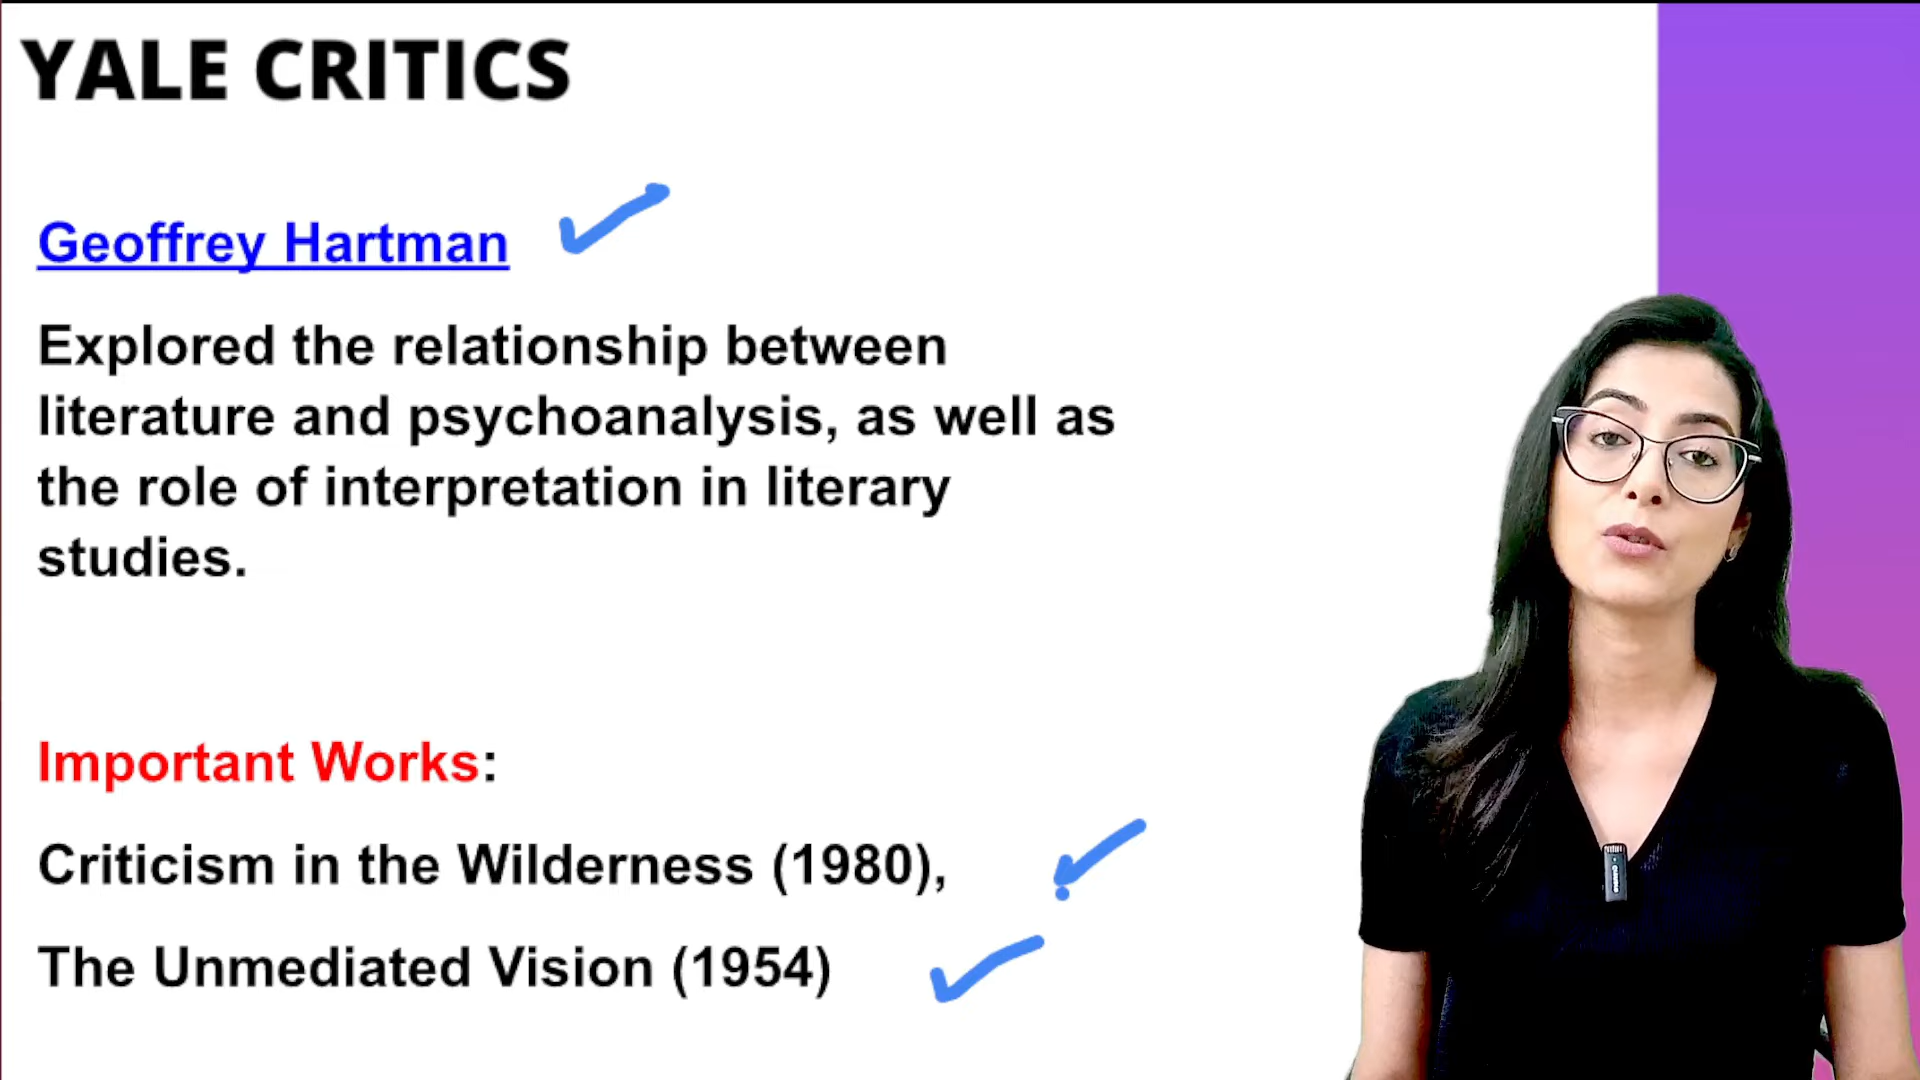 YALE CRITICS
Geoffrey Hartman
Explored the relationship between
literature and psychoanalysis, as well as
the role of interpretation in literary
studies.
Important Works:
Criticism in the Wilderness (1980),
The Unmediated Vision (1954)